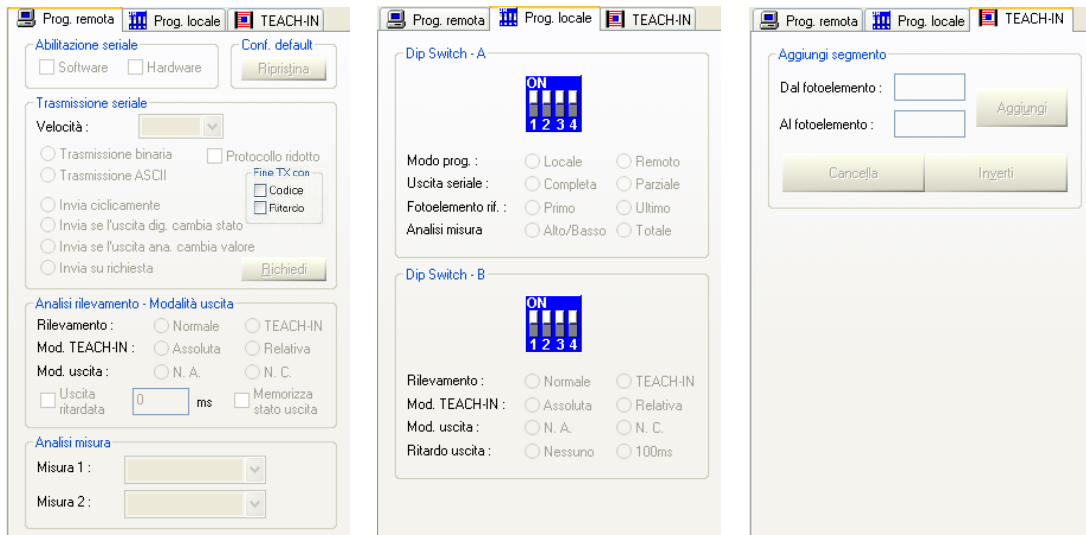 Prog. remota Prog. locale TEACH-IN
Abilitazione seriale
Software Hardware
Conf. default
Ripristina
Trasmissione seriale
Velocità :
Trasmissione binaria
Protocollo ridotto
Trasmissione ASCII
Fine TX con
Codice
Ritardo
Invia ciclicamente
Invia se l'uscita dig. cambia stato
Invia se l'uscita ana. cambia valore
Invia su richiesta
Richiedi
Analisi rilevamento - Modalità uscita
Rilevamento : Normale TEACH-IN
Mod. TEACH-IN : Assoluta Relativa
Mod. uscita : N. A. N. C.
Uscita ritardata
0 ms
Memorizza stato uscita
Analisi misura
Misura 1 :
Misura 2 :
Prog. remota Prog. locale TEACH-IN
Dip Switch - A
ON
1 2 3 4
Modo prog. : Locale Remoto
Uscita seriale : Completa Parziale
Fotoelemento rif. : Primo Ultimo
Analisi misura Alto/Basso Totale
Dip Switch - B
ON
1 2 3 4
Rilevamento : Normale TEACH-IN
Mod. TEACH-IN : Assoluta Relativa
Mod. uscita : N. A. N. C.
Ritardo uscita : Nessuno 100ms
Prog. remota Prog. locale TEACH-IN
Aggiungi segmento
Dal fotoelemento :
Al fotoelemento :
Aggiungi
Cancella Inverti